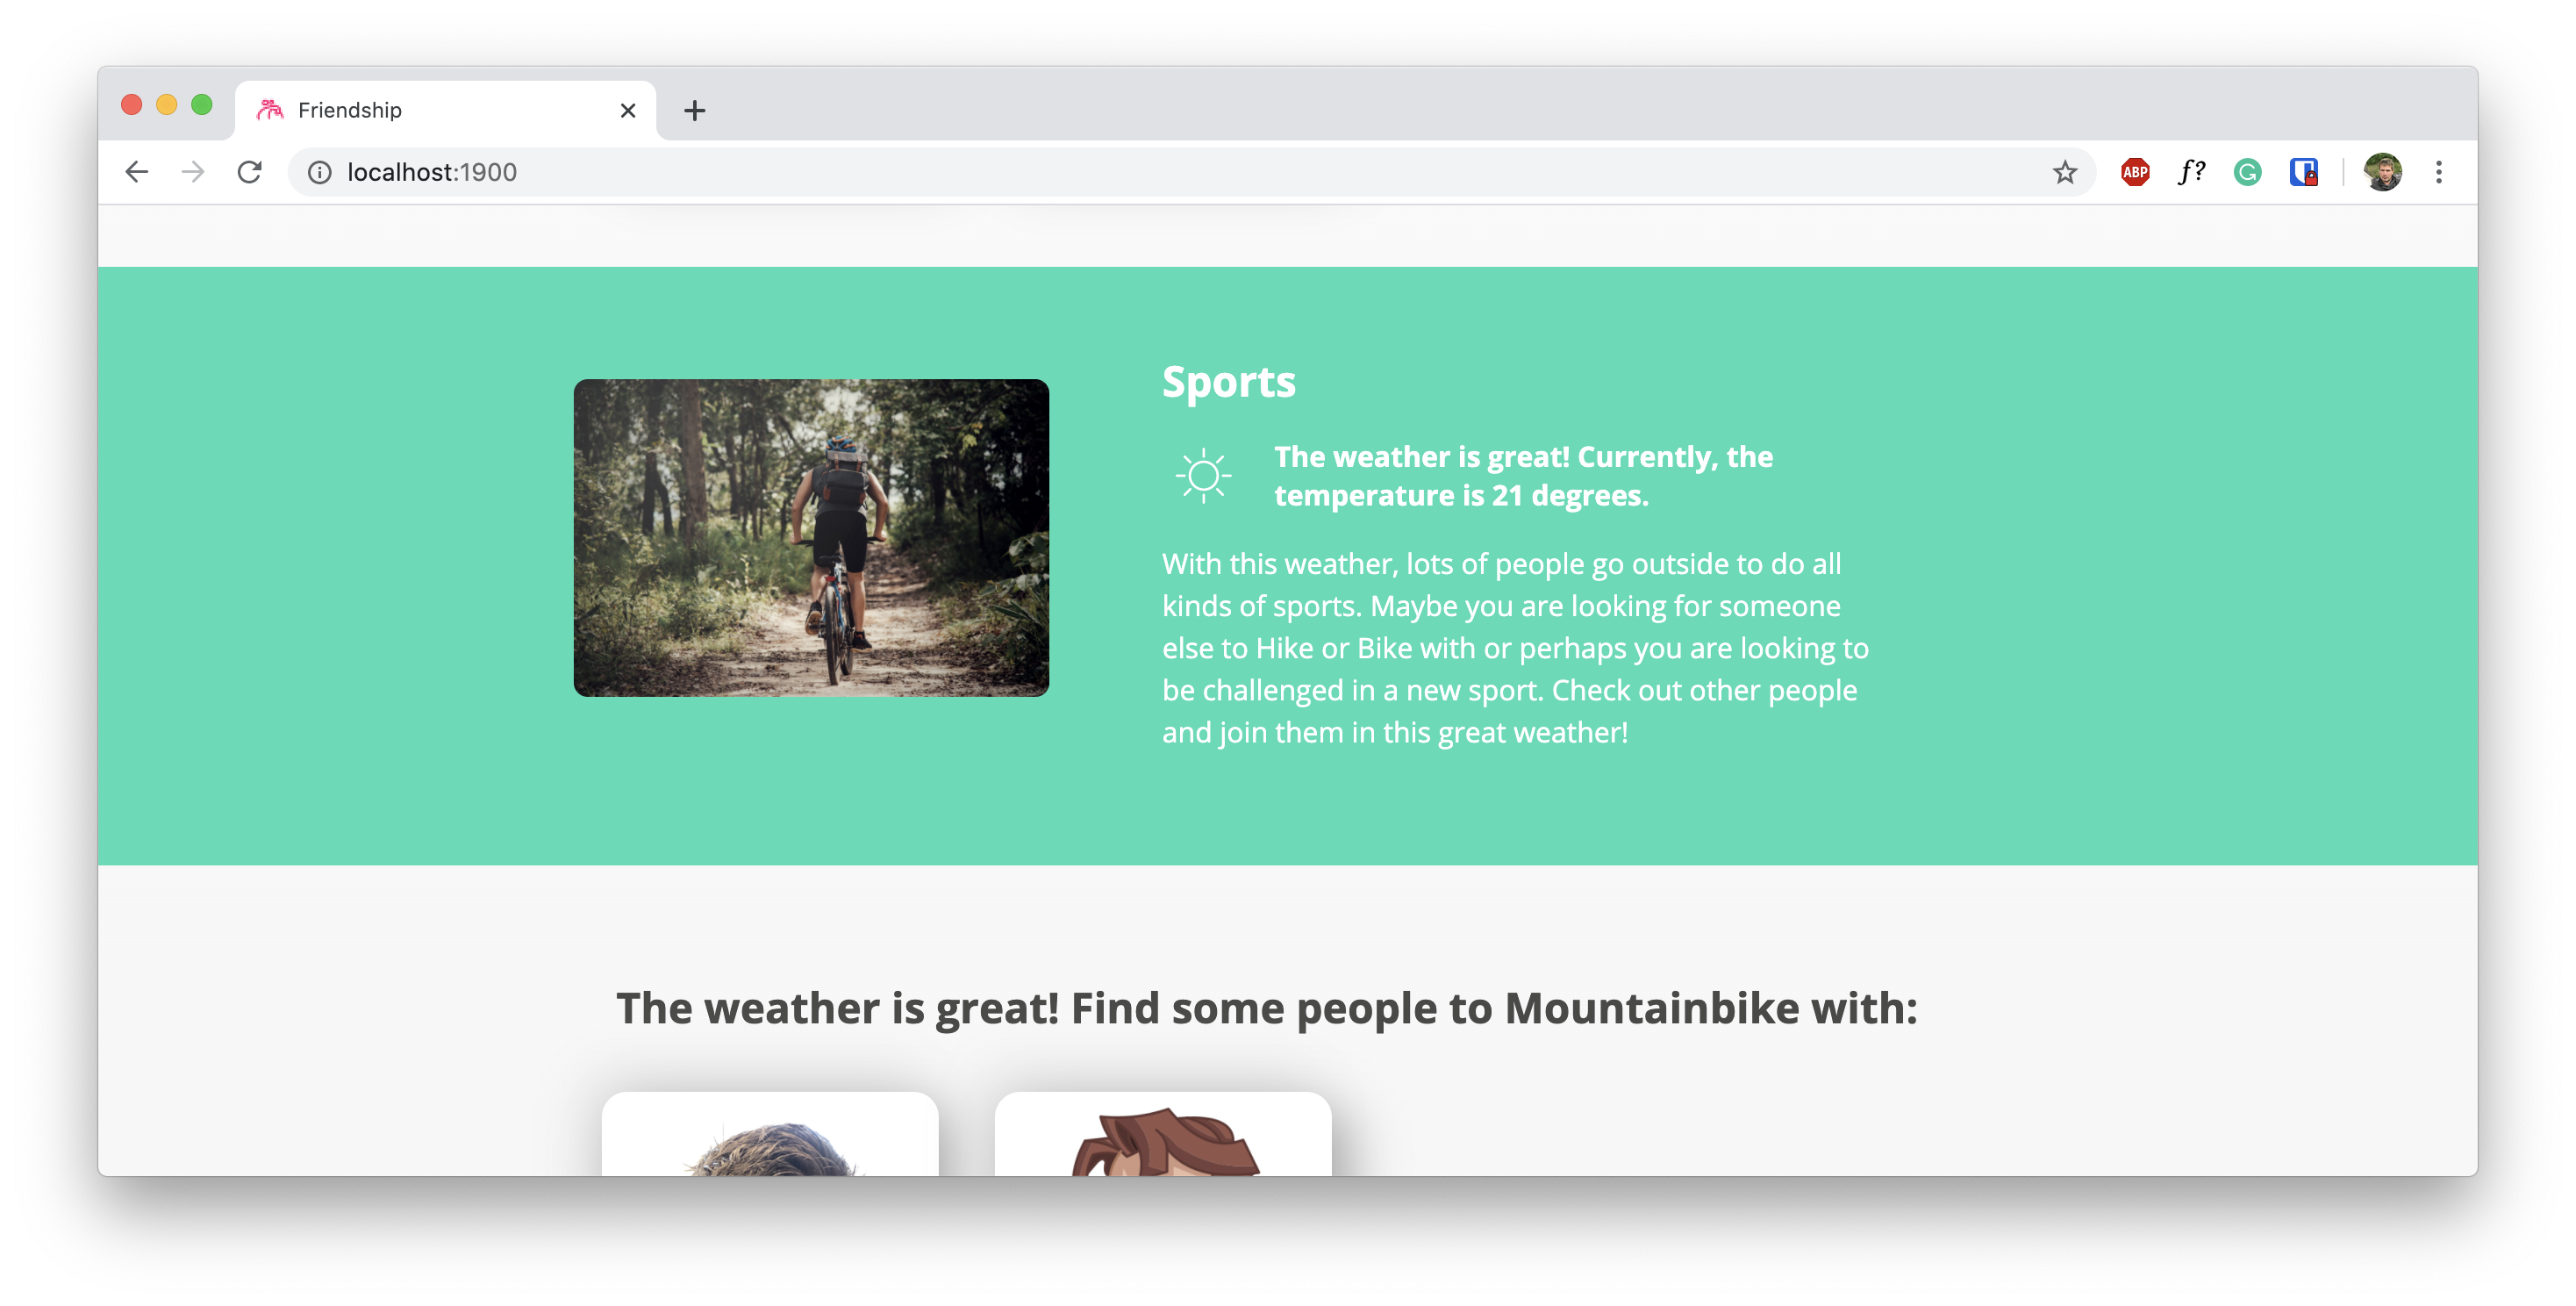 Friendship
localhost:1900
ABP
f?
Sports
The weather is great! Currently, the
temperature is 21 degrees.
With this weather, lots of people go outside to do all
kinds of sports. Maybe you are looking for someone
else to Hike or Bike with or perhaps you are looking to
be challenged in a new sport. Check out other people
and join them in this great weather!
The weather is great! Find some people to Mountainbike with: